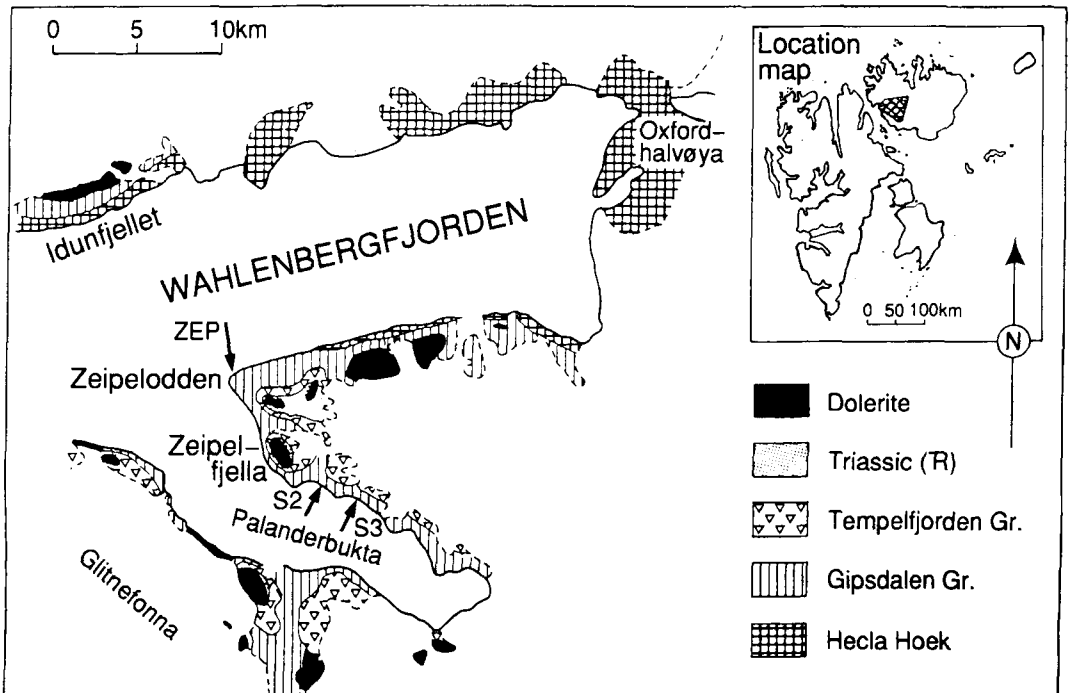 0 5 10km
Location
map
Oxford–
halvøya
Idunfjellet
WAHLENBERGFJORDEN
0 50 100km
ZEP
N
Zeipelodden
Dolerite
Zeipel–
fjella
Triassic (TR)
S2
S3
Palanderbukta
Tempelfjorden Gr.
Glitnefonna
Gipsdalen Gr.
Hecla Hoek